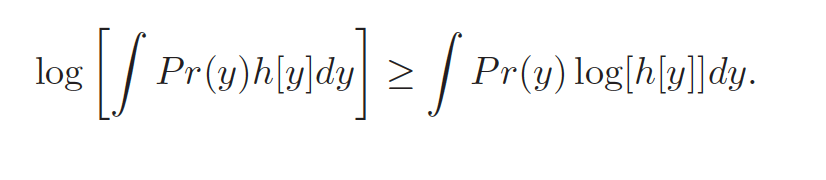 log [∫ Pr(y)h[y]dy] ≥ ∫ Pr(y) log[h[y]]dy.